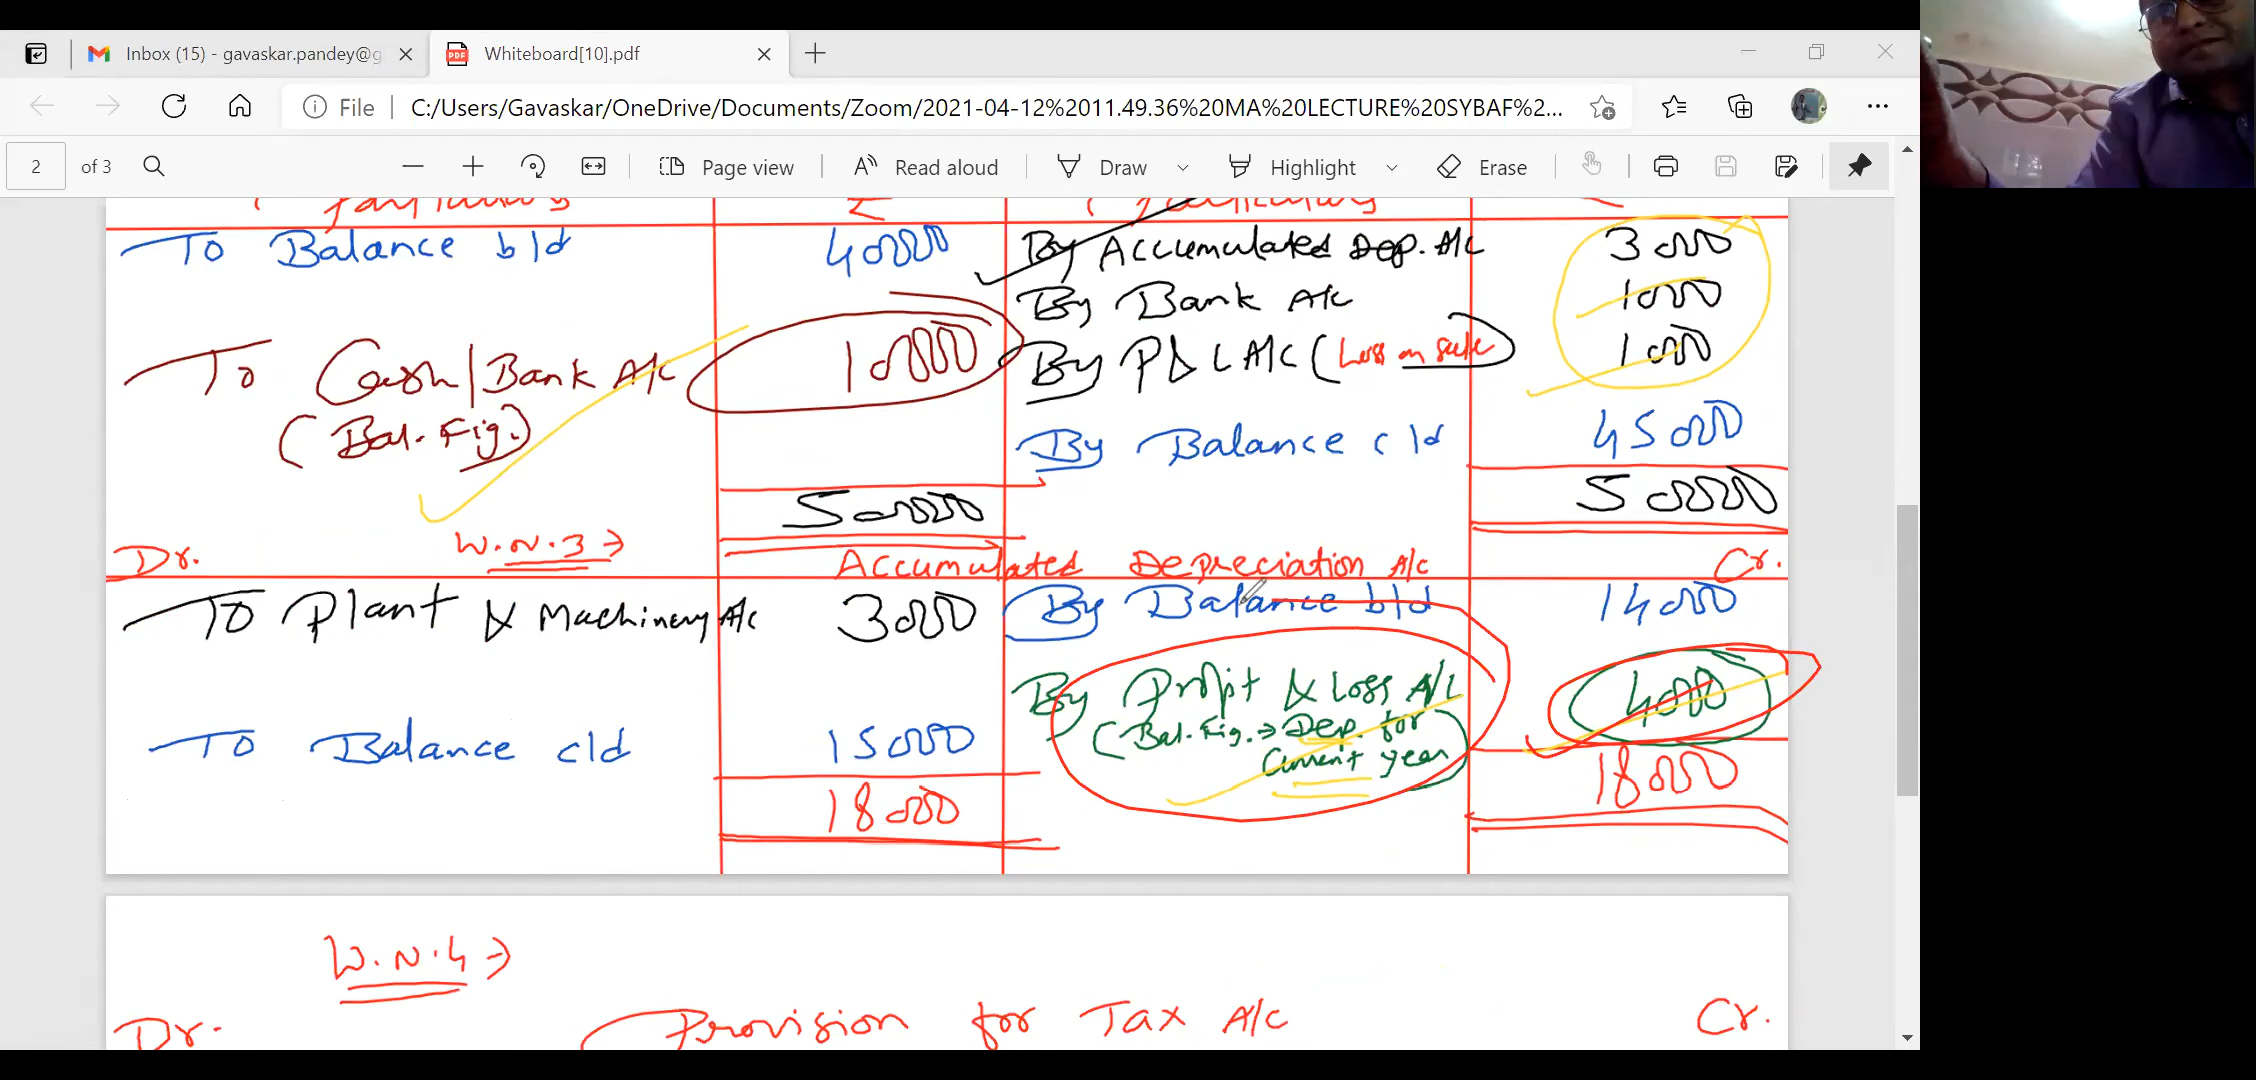 Inbox (15) - gavaskar.pandey@g
Whiteboard[10].pdf
File C:/Users/Gavaskar/OneDrive/Documents/Zoom/2021-04-12%2011.49.36%20MA%20LECTURE%20SYBAF%2...
2 of 3 Page view Read aloud Draw Highlight Erase
Particulars ₹ Particulars
To Balance b/d 40000 By Accumulated Dep. A/c 3000
By Bank A/c 1000
To Cash/Bank A/c 10000 By P&L A/C (Loss on sale) 1000
(Bal. Fig.)
By Balance c/d 45000
50000 50000
W.N.3→
Dr. Accumulated Depreciation A/c Cr.
To Plant & Machinery A/c 3000 By Balance b/d 14000
By Profit & Loss A/c 4000
(Bal. Fig.→ Dep. for
Current year)
To Balance c/d 15000
18000 18000
W.N.4→
Dr. Provision for Tax A/c Cr.